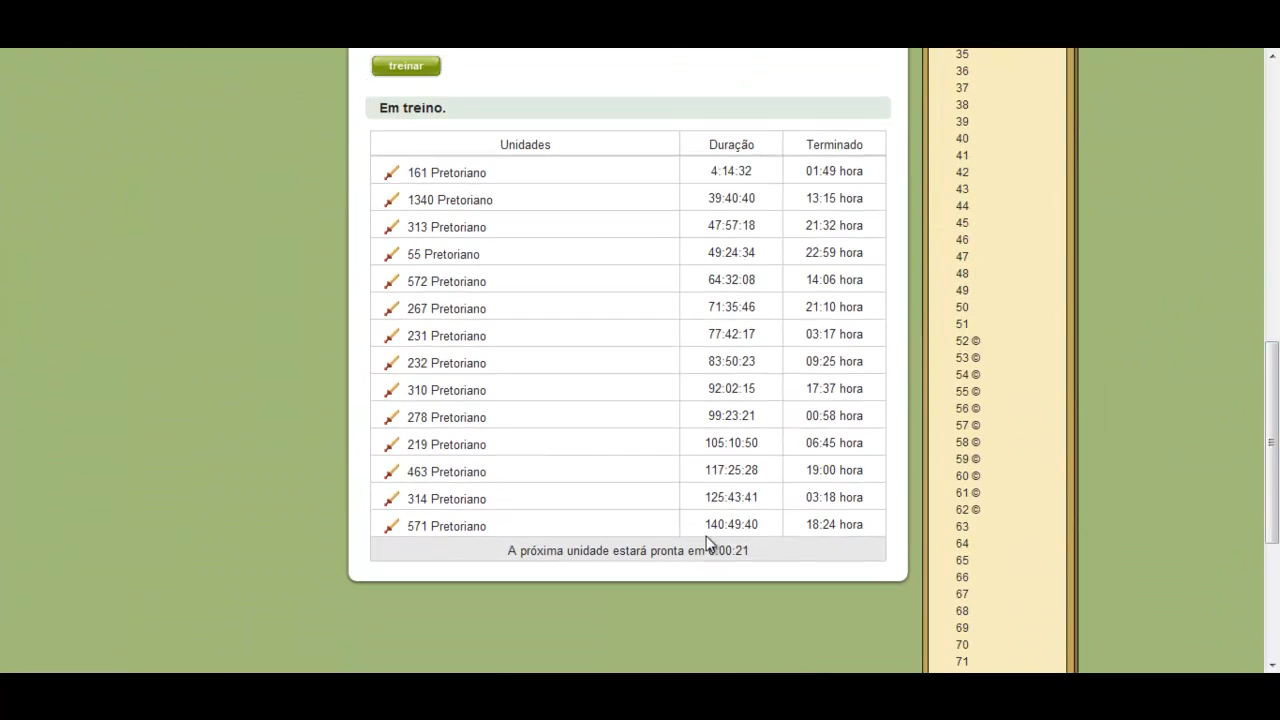 treinar
Em treino.
Unidades Duração Terminado
161 Pretoriano 4:14:32 01:49 hora
1340 Pretoriano 39:40:40 13:15 hora
313 Pretoriano 47:57:18 21:32 hora
55 Pretoriano 49:24:34 22:59 hora
572 Pretoriano 64:32:08 14:06 hora
267 Pretoriano 71:35:46 21:10 hora
231 Pretoriano 77:42:17 03:17 hora
232 Pretoriano 83:50:23 09:25 hora
310 Pretoriano 92:02:15 17:37 hora
278 Pretoriano 99:23:21 00:58 hora
219 Pretoriano 105:10:50 06:45 hora
463 Pretoriano 117:25:28 19:00 hora
314 Pretoriano 125:43:41 03:18 hora
571 Pretoriano 140:49:40 18:24 hora
A próxima unidade estará pronta em
35
36
37
38
39
40
41
42
43
44
45
46
47
48
49
50
51
52 ©
53 ©
54 ©
55 ©
56 ©
57 ©
58 ©
59 ©
60 ©
61 ©
62 ©
63
64
65
66
67
68
69
70
71